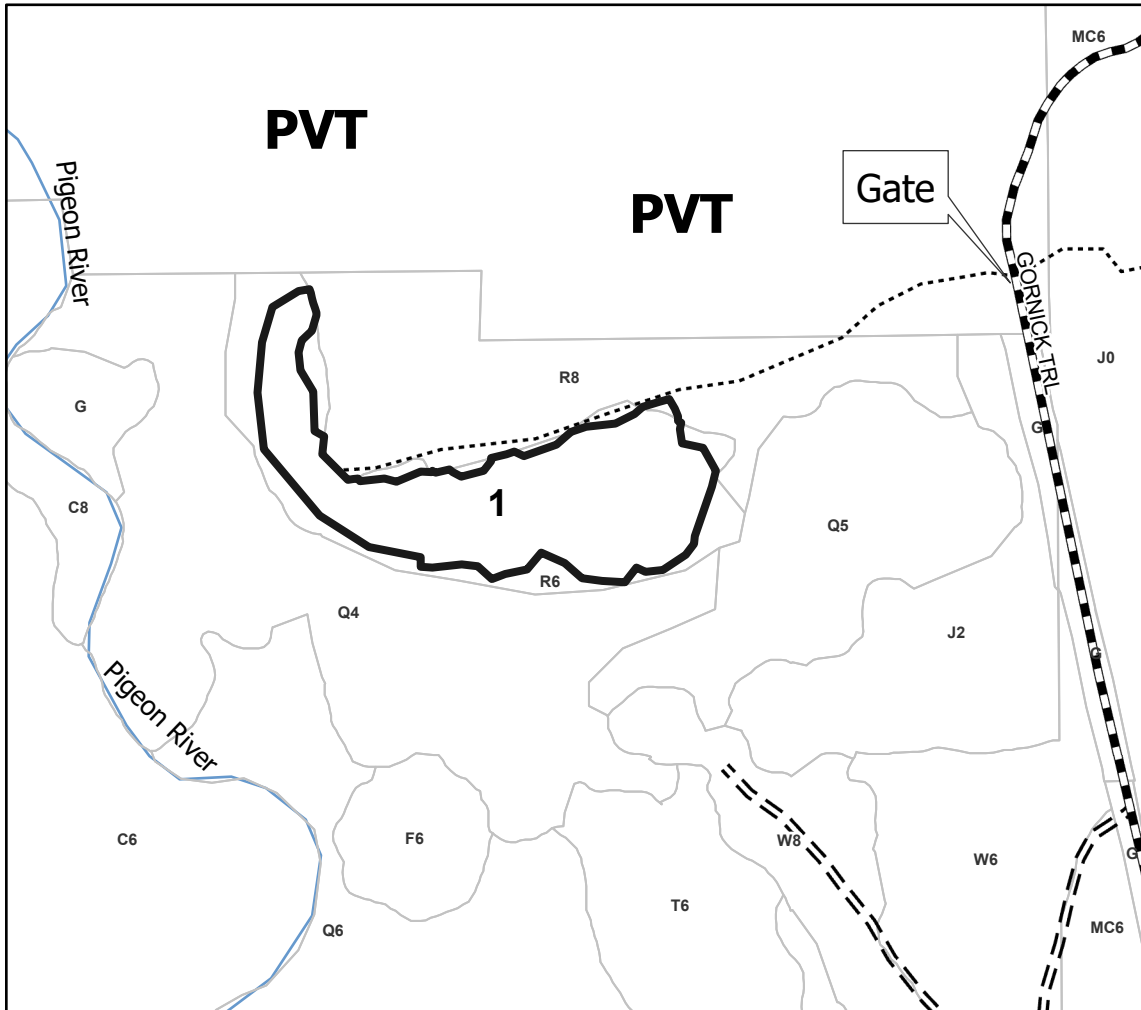 MC6
PVT
Pigeon River
Gate
PVT
GORNICK TRL
J0
R8
G
G
C8
1
Q5
R6
Q4
J2
G
Pigeon River
C6
F6
W8
W6
G
T6
Q6
MC6